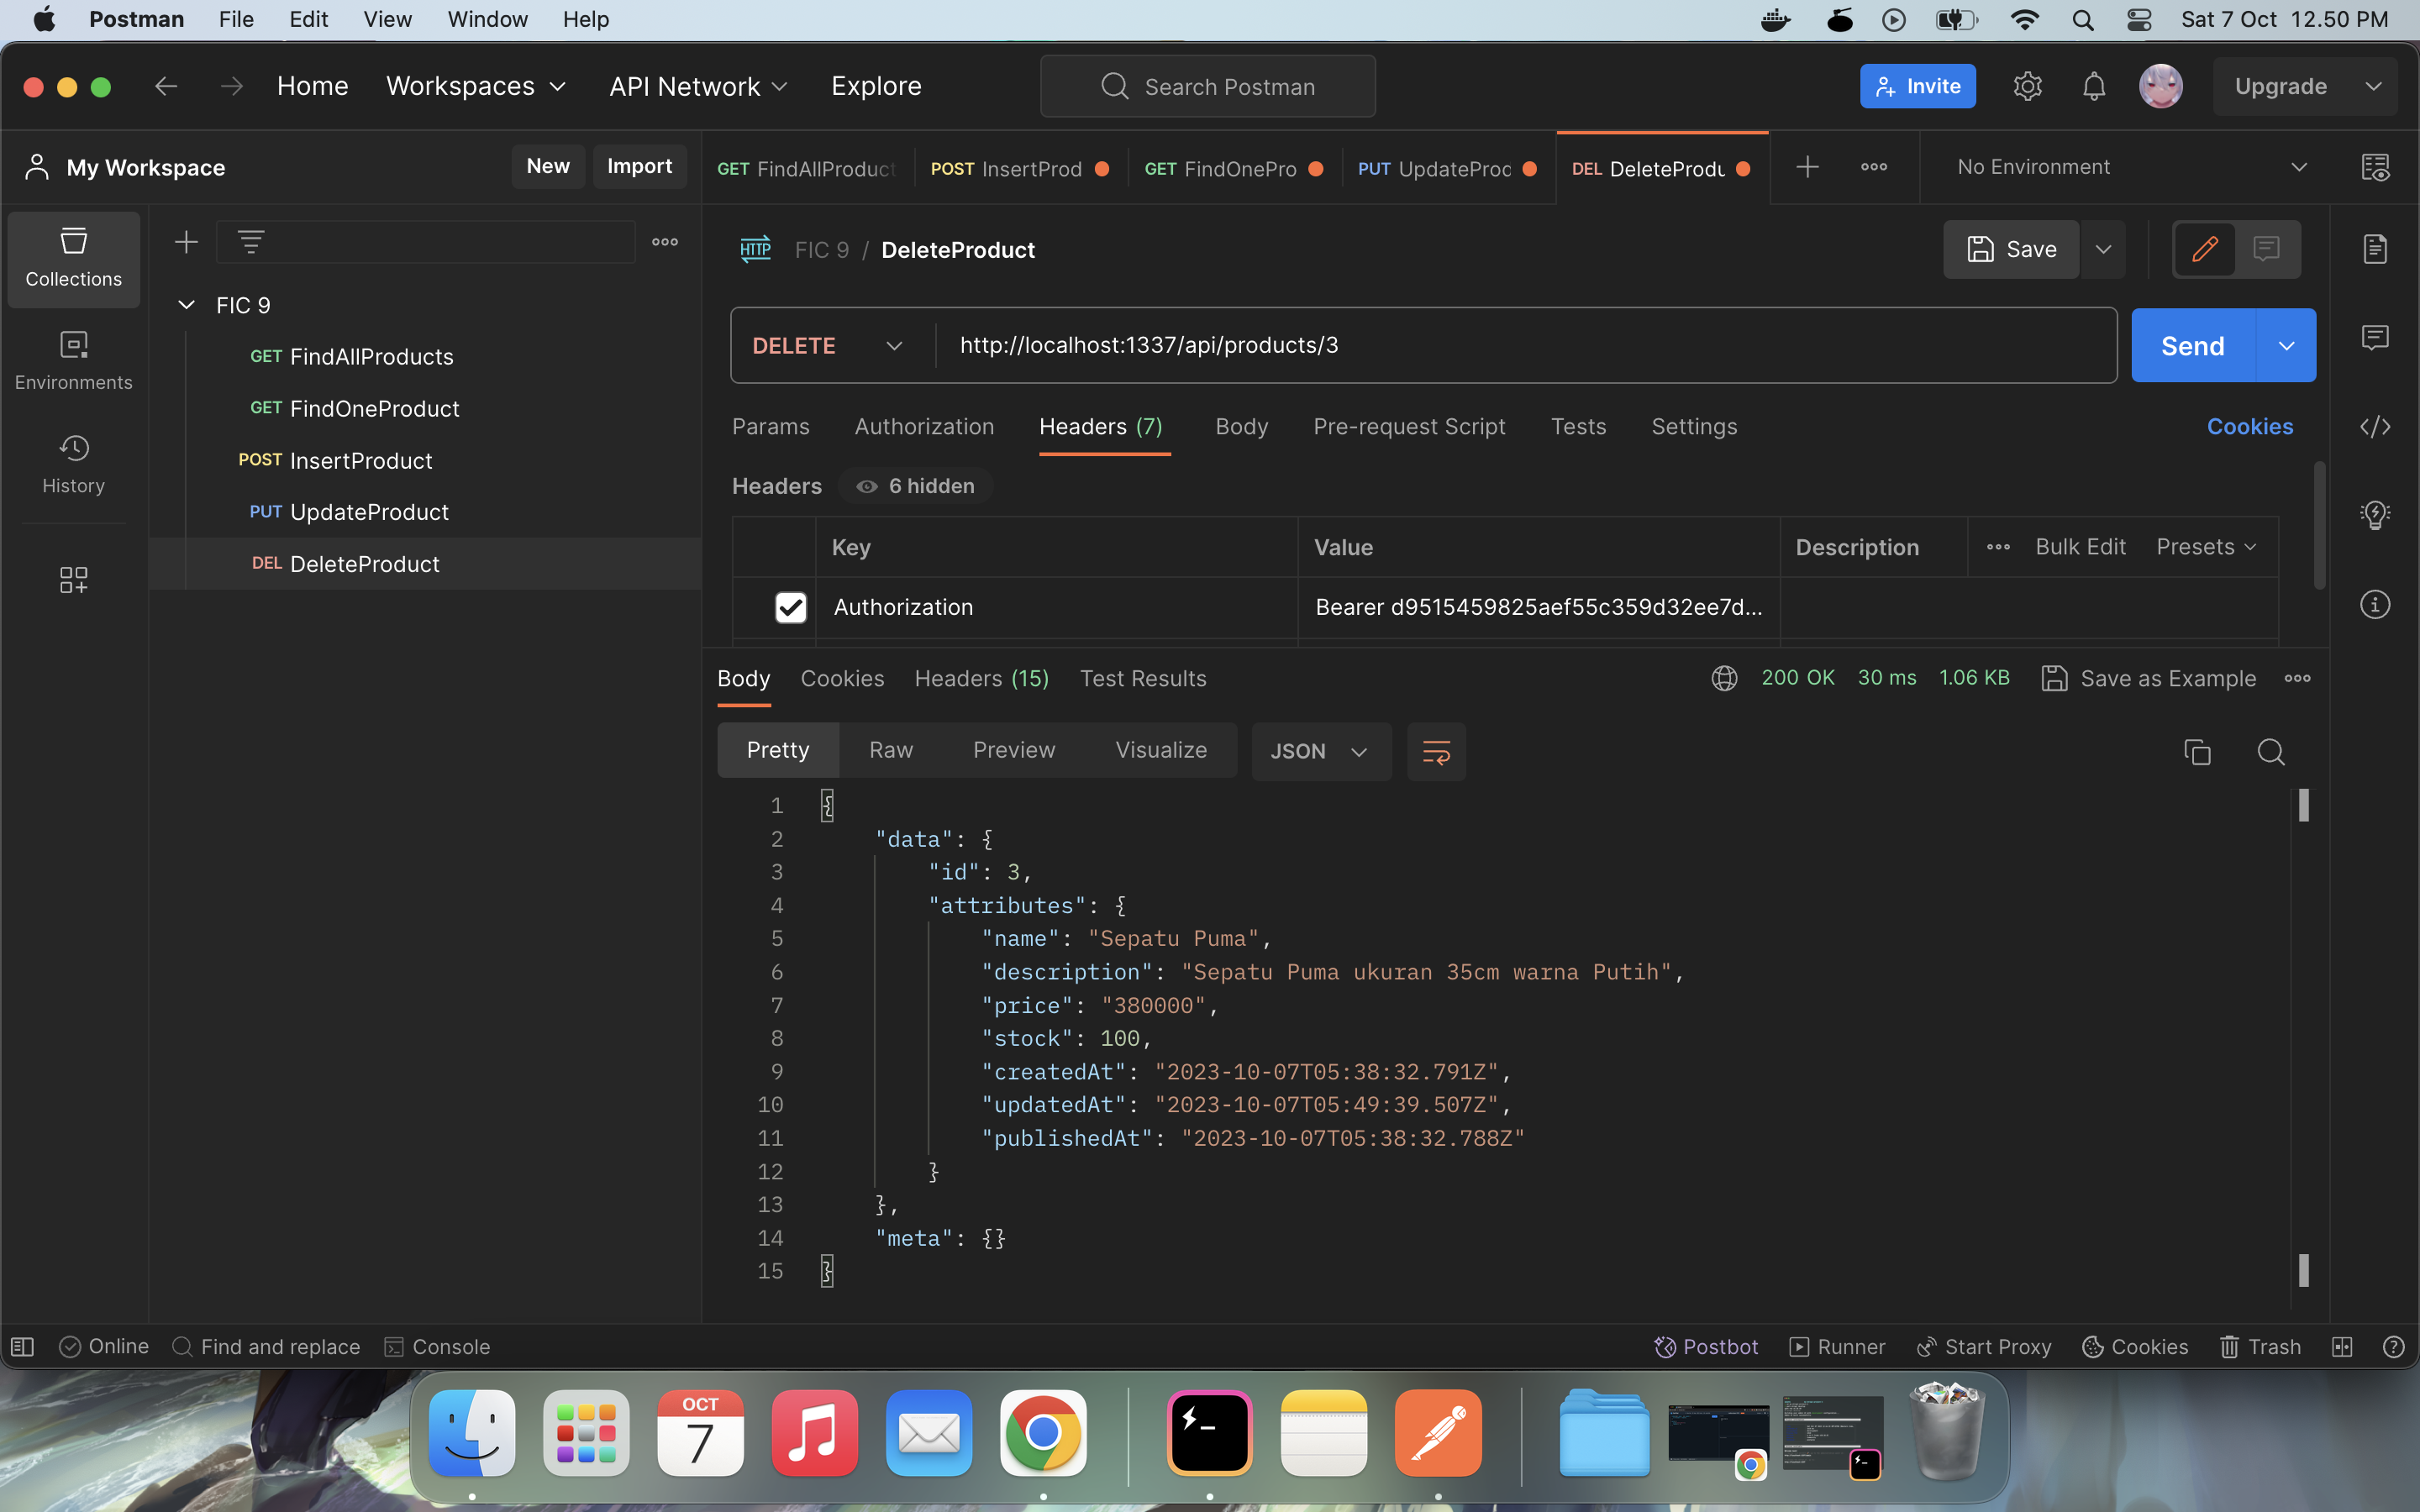 Postman File Edit View Window Help Sat 7 Oct 12.50 PM
Home Workspaces API Network Explore Search Postman Invite Upgrade
My Workspace New Import GET FindAllProduct POST InsertProd GET FindOnePro PUT UpdateProd DEL DeleteProdu No Environment
Collections
Environments
History
FIC 9
GET FindAllProducts
GET FindOneProduct
POST InsertProduct
PUT UpdateProduct
DEL DeleteProduct
HTTP FIC 9 / DeleteProduct Save
DELETE http://localhost:1337/api/products/3 Send
Params Authorization Headers (7) Body Pre-request Script Tests Settings Cookies
Headers 6 hidden
Key Value Description Bulk Edit Presets
Authorization Bearer d9515459825aef55c359d32ee7d...
Body Cookies Headers (15) Test Results 200 OK 30 ms 1.06 KB Save as Example
Pretty Raw Preview Visualize JSON
1 {
2 "data": {
3 "id": 3,
4 "attributes": {
5 "name": "Sepatu Puma",
6 "description": "Sepatu Puma ukuran 35cm warna Putih",
7 "price": "380000",
8 "stock": 100,
9 "createdAt": "2023-10-07T05:38:32.791Z",
10 "updatedAt": "2023-10-07T05:49:39.507Z",
11 "publishedAt": "2023-10-07T05:38:32.788Z"
12 }
13 },
14 "meta": {}
15 }
Online Find and replace Console Postbot Runner Start Proxy Cookies Trash
OCT
7